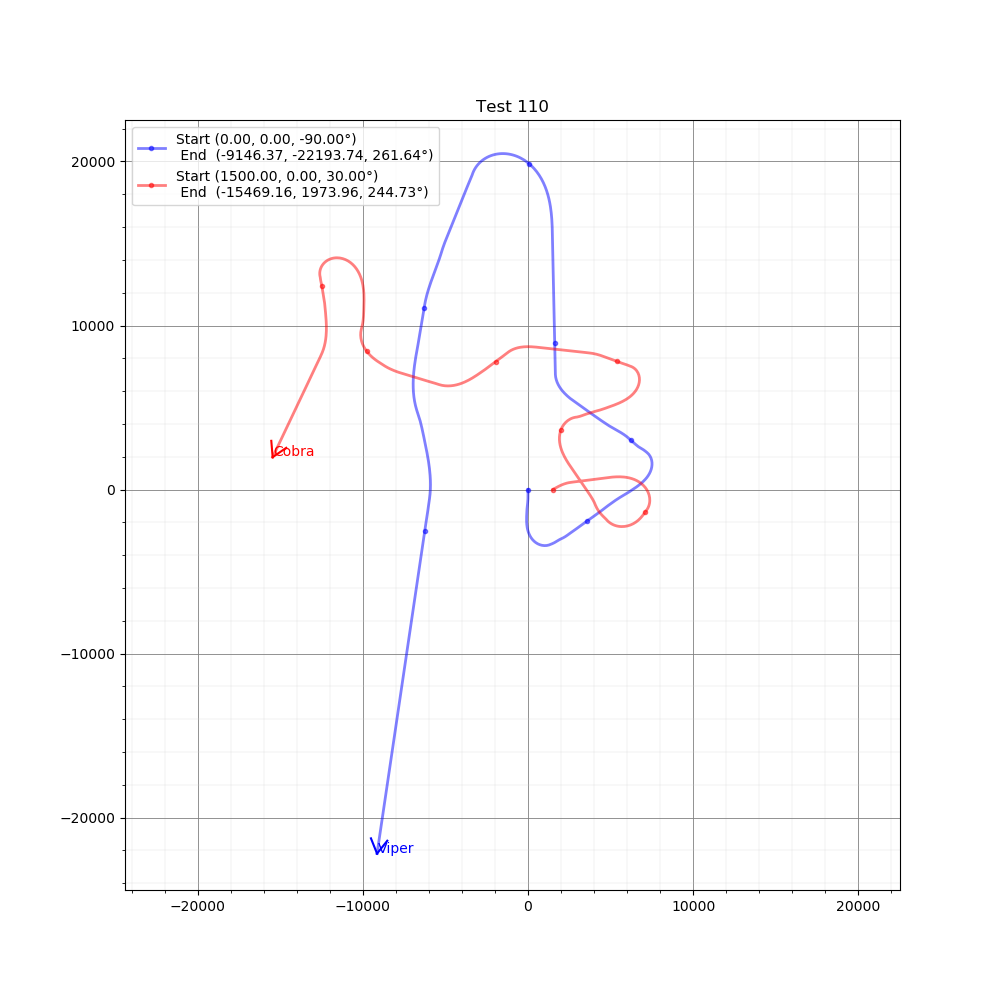 Test 110
Start (0.00, 0.00, -90.00°)
End  (-9146.37, -22193.74, 261.64°)
Start (1500.00, 0.00, 30.00°)
End  (-15469.16, 1973.96, 244.73°)
20000
10000
0
−10000
−20000
Cobra
Viper
−20000
−10000
0
10000
20000